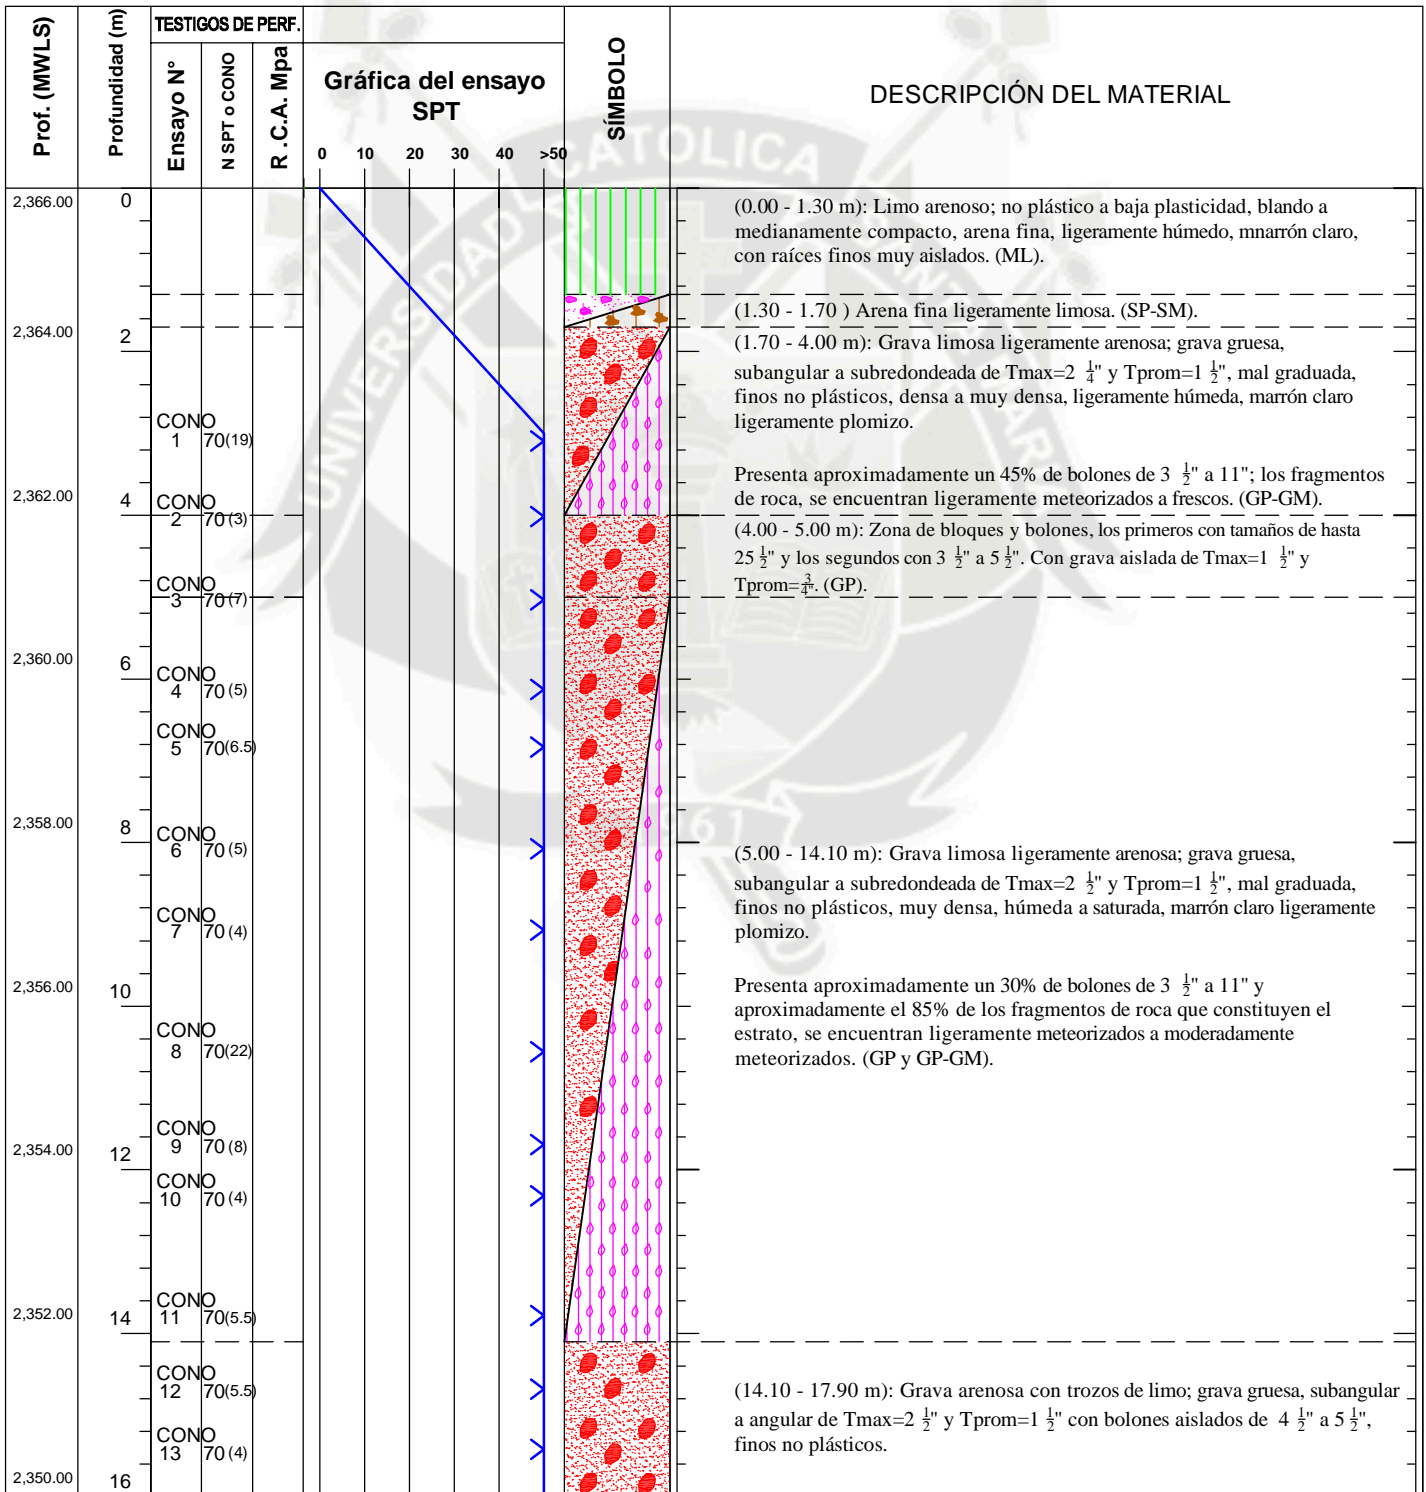 Prof. (MWLS)
Profundidad (m)
TESTIGOS DE PERF.
Ensayo N°
N SPT o CONO
R .C.A. Mpa
Gráfica del ensayo
SPT
0 10 20 30 40 >50
SÍMBOLO
DESCRIPCIÓN DEL MATERIAL
UNIVERSIDAD CATOLICA SANTA MARIA
961
2,366.00 0
(0.00 - 1.30 m): Limo arenoso; no plástico a baja plasticidad, blando a
medianamente compacto, arena fina, ligeramente húmedo, mnarrón claro,
con raíces finos muy aislados. (ML).
(1.30 - 1.70 ) Arena fina ligeramente limosa. (SP-SM).
2,364.00 2
(1.70 - 4.00 m): Grava limosa ligeramente arenosa; grava gruesa,
subangular a subredondeada de Tmax=2 1/4" y Tprom=1 1/2", mal graduada,
finos no plásticos, densa a muy densa, ligeramente húmeda, marrón claro
ligeramente plomizo.
CONO
1 70(19)
Presenta aproximadamente un 45% de bolones de 3 1/2" a 11"; los fragmentos
de roca, se encuentran ligeramente meteorizados a frescos. (GP-GM).
2,362.00 4
CONO
2 70(3)
(4.00 - 5.00 m): Zona de bloques y bolones, los primeros con tamaños de hasta
25 1/2" y los segundos con 3 1/2" a 5 1/2". Con grava aislada de Tmax=1 1/2" y
Tprom=3/4". (GP).
CONO
3 70(7)
2,360.00 6
CONO
4 70(5)
CONO
5 70(6.5)
2,358.00 8
CONO
6 70(5)
(5.00 - 14.10 m): Grava limosa ligeramente arenosa; grava gruesa,
subangular a subredondeada de Tmax=2 1/2" y Tprom=1 1/2", mal graduada,
finos no plásticos, muy densa, húmeda a saturada, marrón claro ligeramente
plomizo.
CONO
7 70(4)
2,356.00 10
Presenta aproximadamente un 30% de bolones de 3 1/2" a 11" y
aproximadamente el 85% de los fragmentos de roca que constituyen el
estrato, se encuentran ligeramente meteorizados a moderadamente
meteorizados. (GP y GP-GM).
CONO
8 70(22)
CONO
9 70(8)
2,354.00 12
CONO
10 70(4)
2,352.00 14
CONO
11 70(5.5)
CONO
12 70(5.5)
(14.10 - 17.90 m): Grava arenosa con trozos de limo; grava gruesa, subangular
a angular de Tmax=2 1/2" y Tprom=1 1/2" con bolones aislados de 4 1/2" a 5 1/2",
finos no plásticos.
CONO
13 70(4)
2,350.00 16